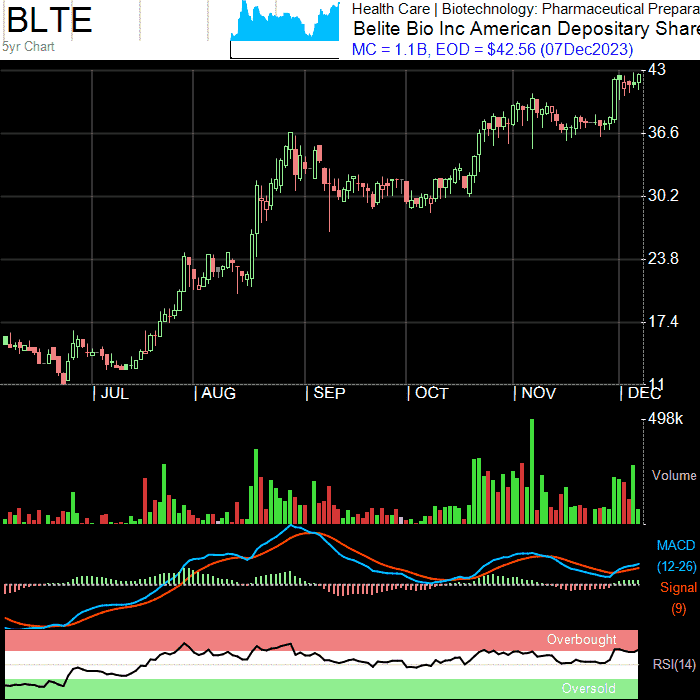 BLTE
5yr Chart
Health Care | Biotechnology: Pharmaceutical Prepara
Belite Bio Inc American Depositary Share
MC = 1.1B, EOD = $42.56 (07Dec2023)
43
36.6
30.2
23.8
17.4
11
JUL
AUG
SEP
OCT
NOV
DEC
498k
Volume
MACD
(12-26)
Signal
(9)
Overbought
RSI(14)
Oversold